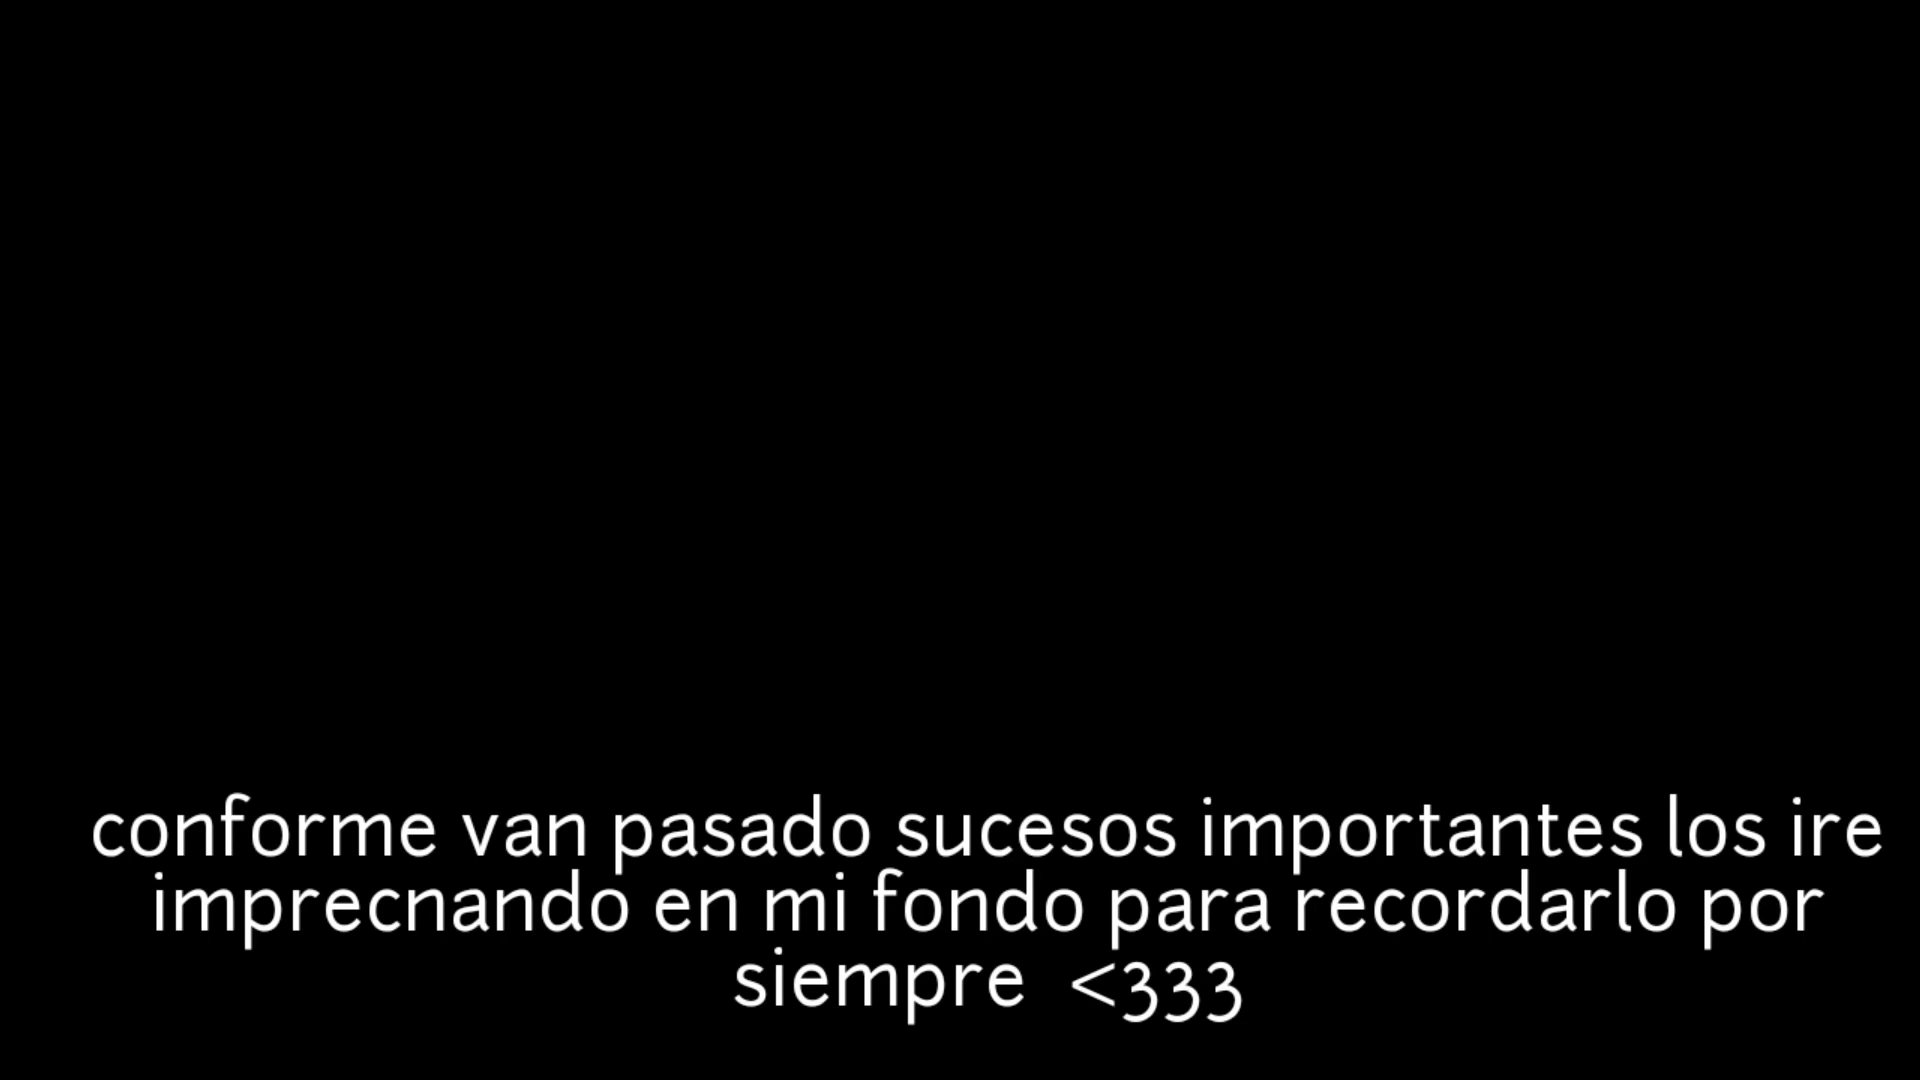 conforme van pasado sucesos importantes los ire
imprecnando en mi fondo para recordarlo por
siempre  <333